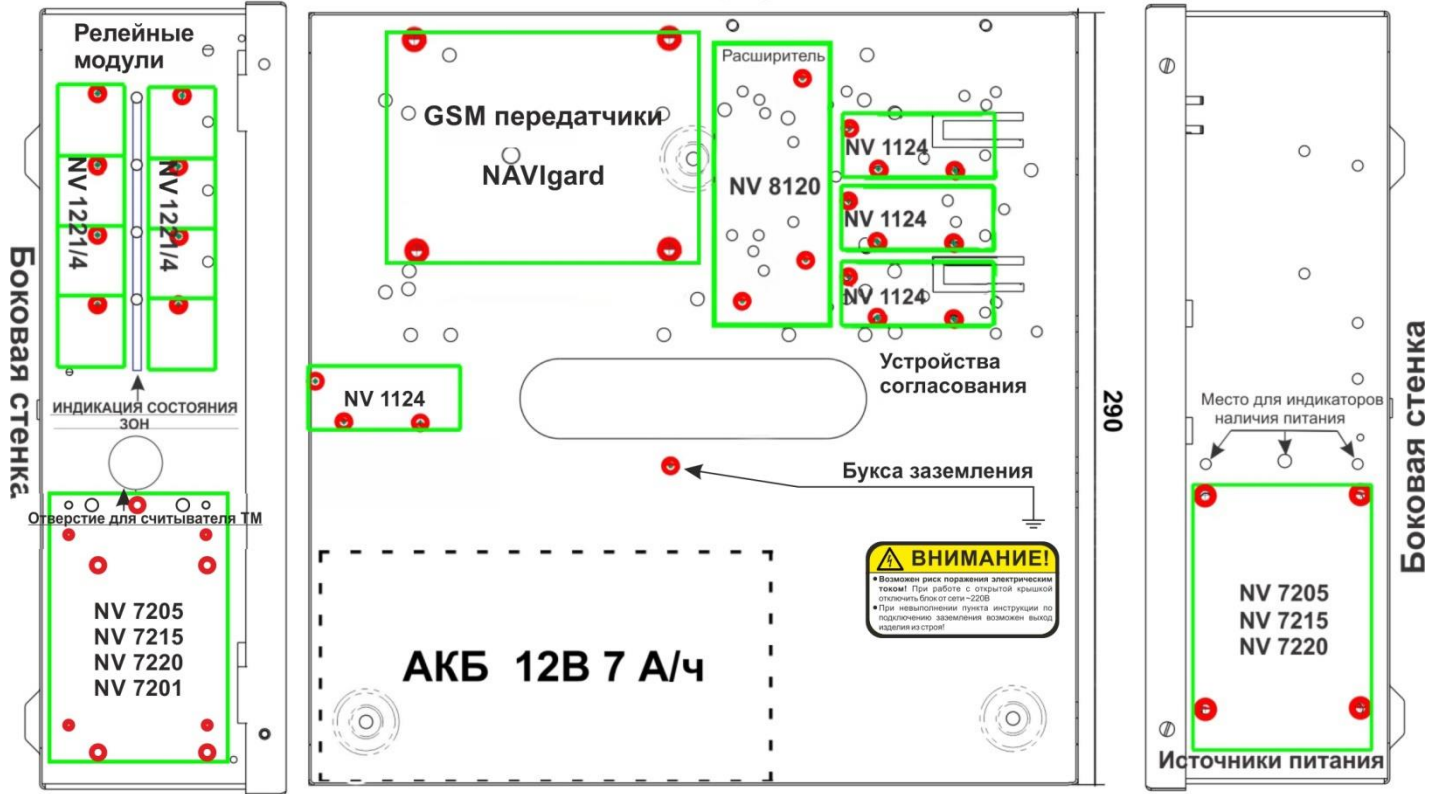 Релейные
модули
NV 1221/4
NV 1221/4
Боковая стенка
ИНДИКАЦИЯ СОСТОЯНИЯ
ЗОН
Отверстие для считывателя ТМ
NV 7205
NV 7215
NV 7220
NV 7201
GSM передатчики
NAVIgard
Расширитель
NV 8120
NV 1124
NV 1124
NV 1124
Устройства
согласования
NV 1124
Букса заземления
ВНИМАНИЕ!
• Возможен риск поражения электрическим
током! При работе с открытой крышкой
отключить блок от сети ~220В
• При невыполнении пункта инструкции по
подключению заземления возможен выход
изделия из строя!
АКБ 12В 7 А/ч
290
Место для индикаторов
наличия питания
NV 7205
NV 7215
NV 7220
Источники питания
Боковая стенка